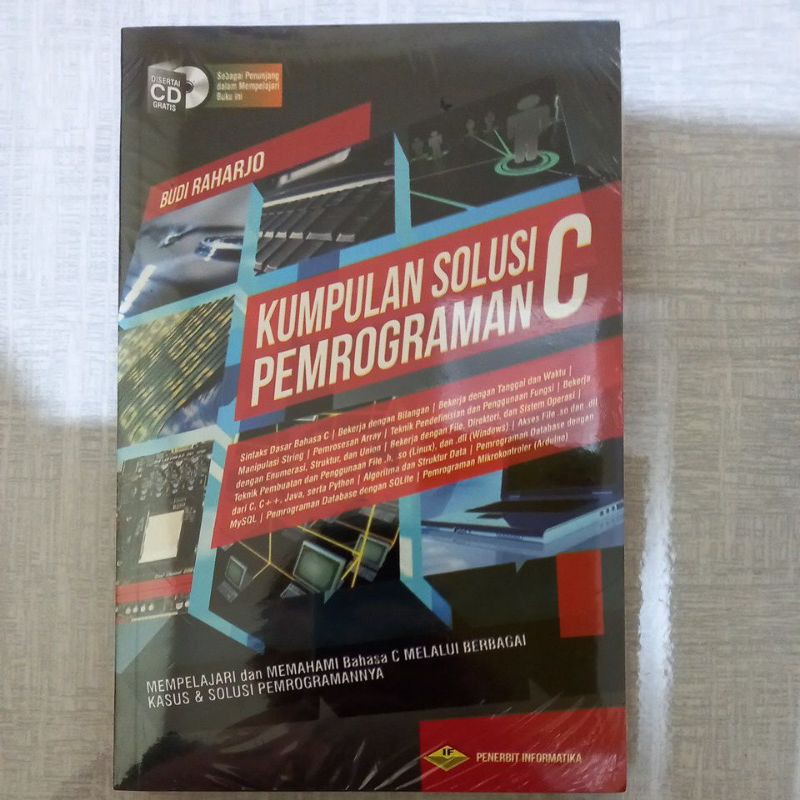 DISERTAI
CD
GRATIS
Sebagai Penunjang
dalam Mempelajari
Buku ini
BUDI RAHARJO
KUMPULAN SOLUSI
PEMROGRAMAN C
Sintaks Dasar Bahasa C | Bekerja dengan Bilangan | Bekerja dengan Tanggal dan Waktu |
Manipulasi String | Pemrosesan Array | Teknik Pendefinisian dan Penggunaan Fungsi | Bekerja
dengan Enumerasi, Struktur, dan Union | Bekerja dengan File, Direktori, dan Sistem Operasi |
Teknik Pembuatan dan Penggunaan File .h, .so (Linux), dan .dll (Windows) | Akses File .so dan .dll
dari C, C++, Java, serta Python | Algoritma dan Struktur Data | Pemrograman Database dengan
MySQL | Pemrograman Database dengan SQLite | Pemrograman Mikrokontroler (Arduino)
MEMPELAJARI dan MEMAHAMI Bahasa C MELALUI BERBAGAI
KASUS & SOLUSI PEMROGRAMANNYA
IF
PENERBIT INFORMATIKA